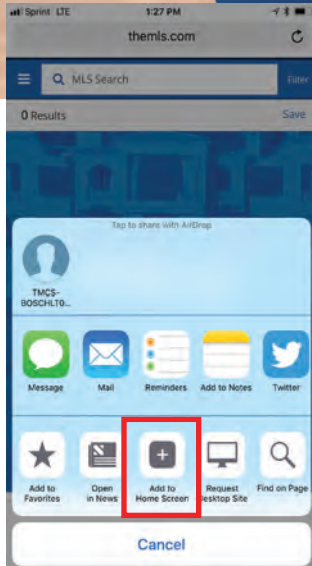 Sprint LTE 1:27 PM
themls.com
MLS Search Filter
0 Results Save
Tap to share with AirDrop
TMCS-
BOSCHLT0...
Message Mail Reminders Add to Notes Twitter
Add to Open Add to Request Find on Page
Favorites in News Home Screen Desktop Site
Cancel